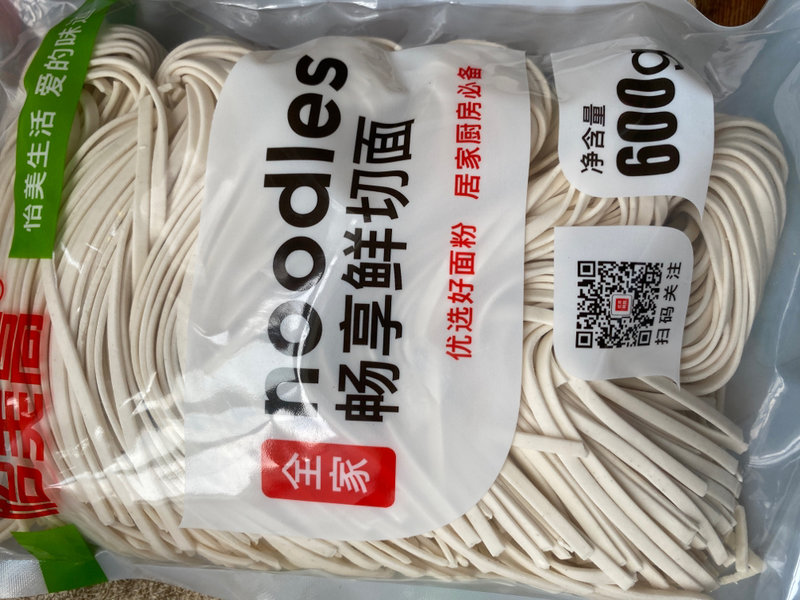 怡美生活 爱的味道
noodles
全家
畅享鲜切面
优选好面粉 居家厨房必备
净含量
600g
扫码关注